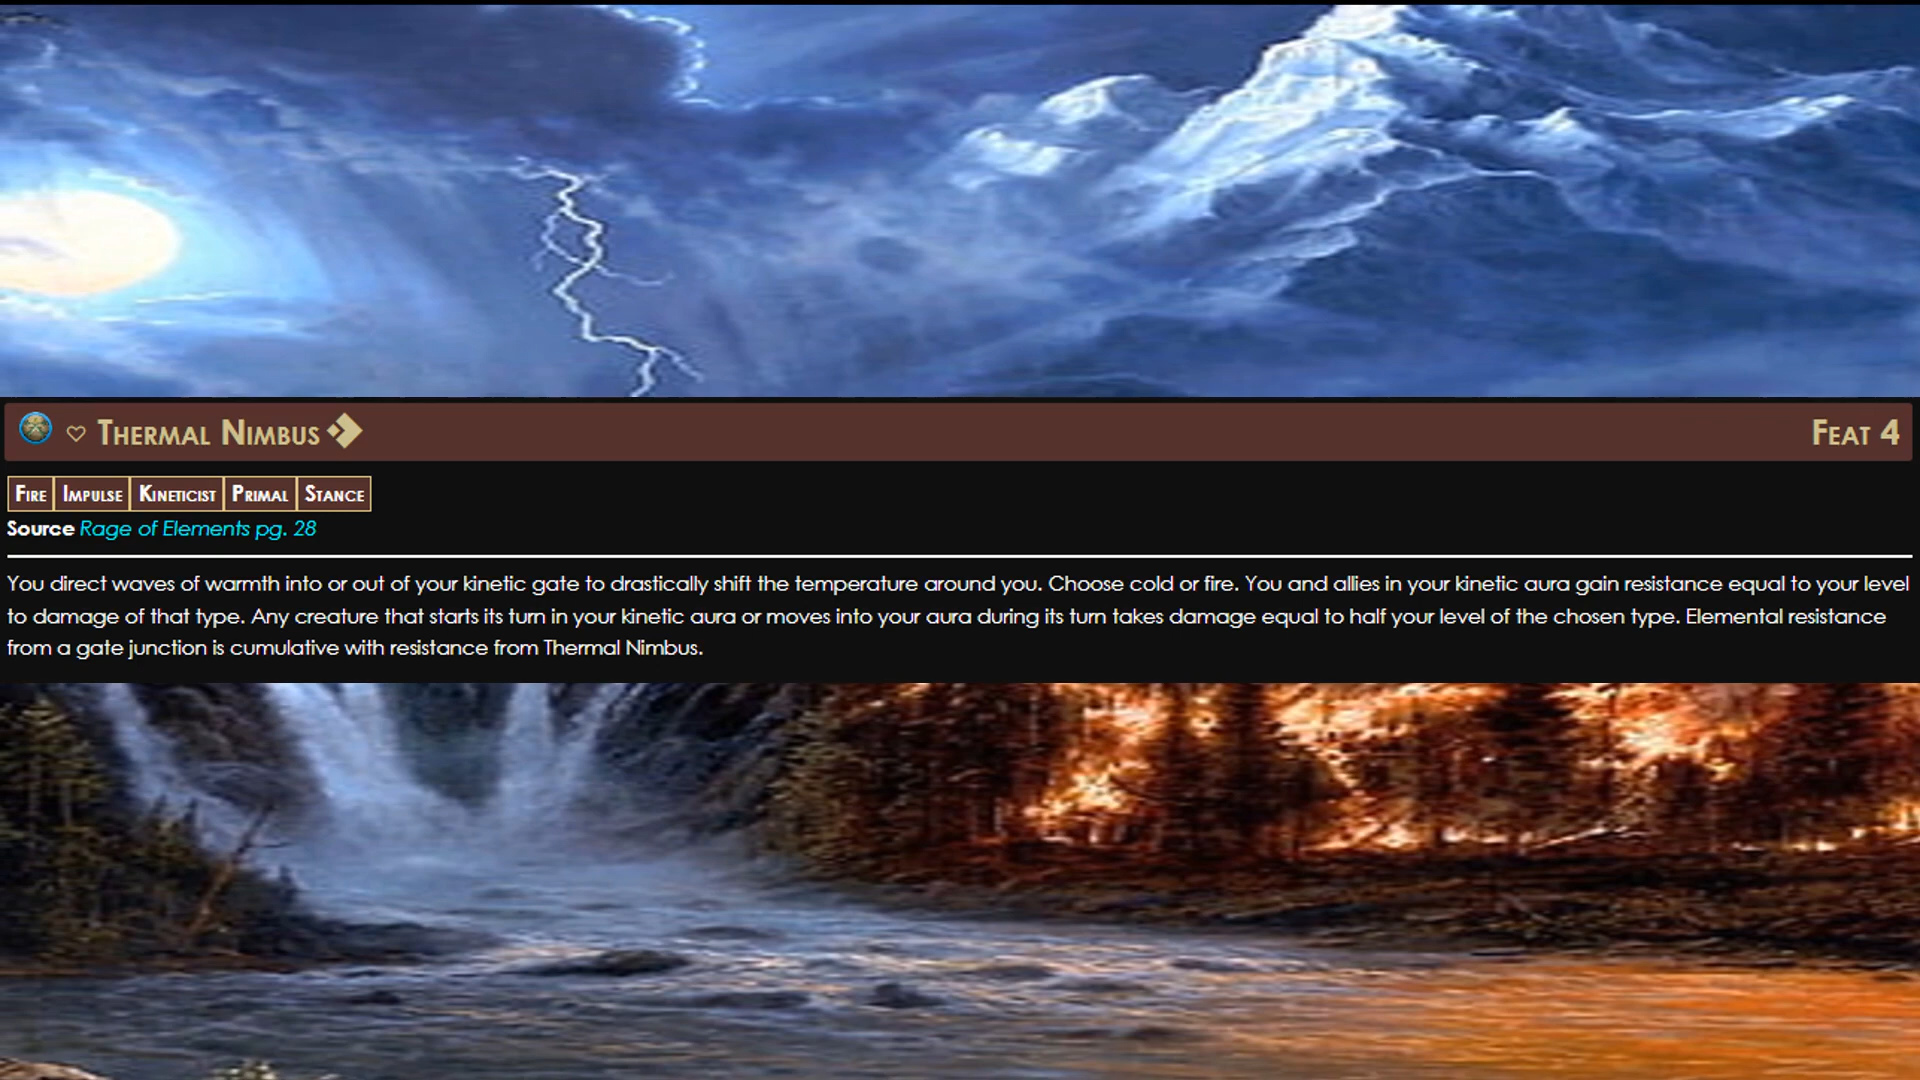 Thermal Nimbus
Feat 4
Fire Impulse Kineticist Primal Stance
Source Rage of Elements pg. 28
You direct waves of warmth into or out of your kinetic gate to drastically shift the temperature around you. Choose cold or fire. You and allies in your kinetic aura gain resistance equal to your level
to damage of that type. Any creature that starts its turn in your kinetic aura or moves into your aura during its turn takes damage equal to half your level of the chosen type. Elemental resistance
from a gate junction is cumulative with resistance from Thermal Nimbus.